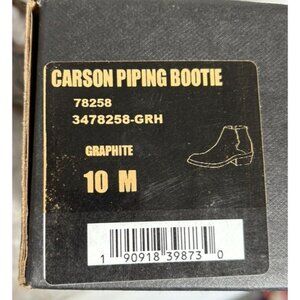 CARSON PIPING BOOTIE
78258
3478258-GRH
GRAPHITE
10 M
1 90918 39873 0